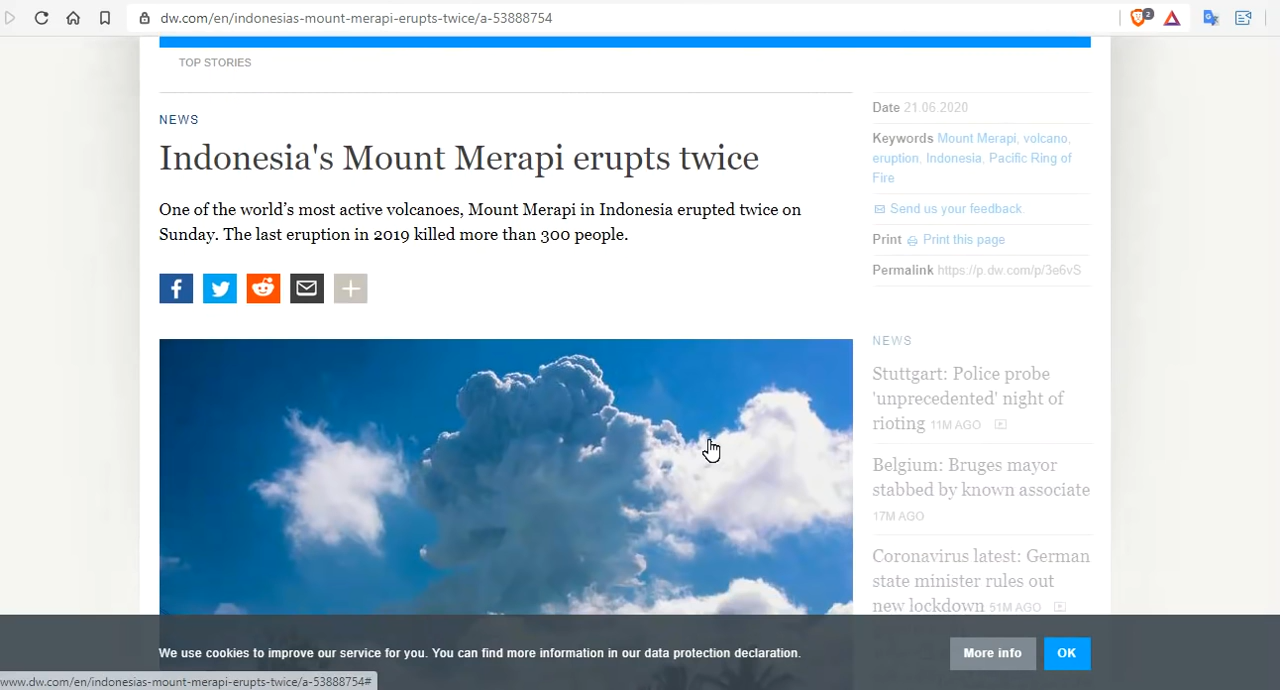 dw.com/en/indonesias-mount-merapi-erupts-twice/a-53888754
2
TOP STORIES
NEWS
Indonesia's Mount Merapi erupts twice
One of the world’s most active volcanoes, Mount Merapi in Indonesia erupted twice on
Sunday. The last eruption in 2019 killed more than 300 people.
Date 21.06.2020
Keywords Mount Merapi, volcano,
eruption, Indonesia, Pacific Ring of
Fire
Send us your feedback
Print Print this page
Permalink https://p.dw.com/p/3e6vS
NEWS
Stuttgart: Police probe
'unprecedented' night of
rioting 11M AGO
Belgium: Bruges mayor
stabbed by known associate
17M AGO
Coronavirus latest: German
state minister rules out
new lockdown 51M AGO
We use cookies to improve our service for you. You can find more information in our data protection declaration.
More info
OK
www.dw.com/en/indonesias-mount-merapi-erupts-twice/a-53888754#